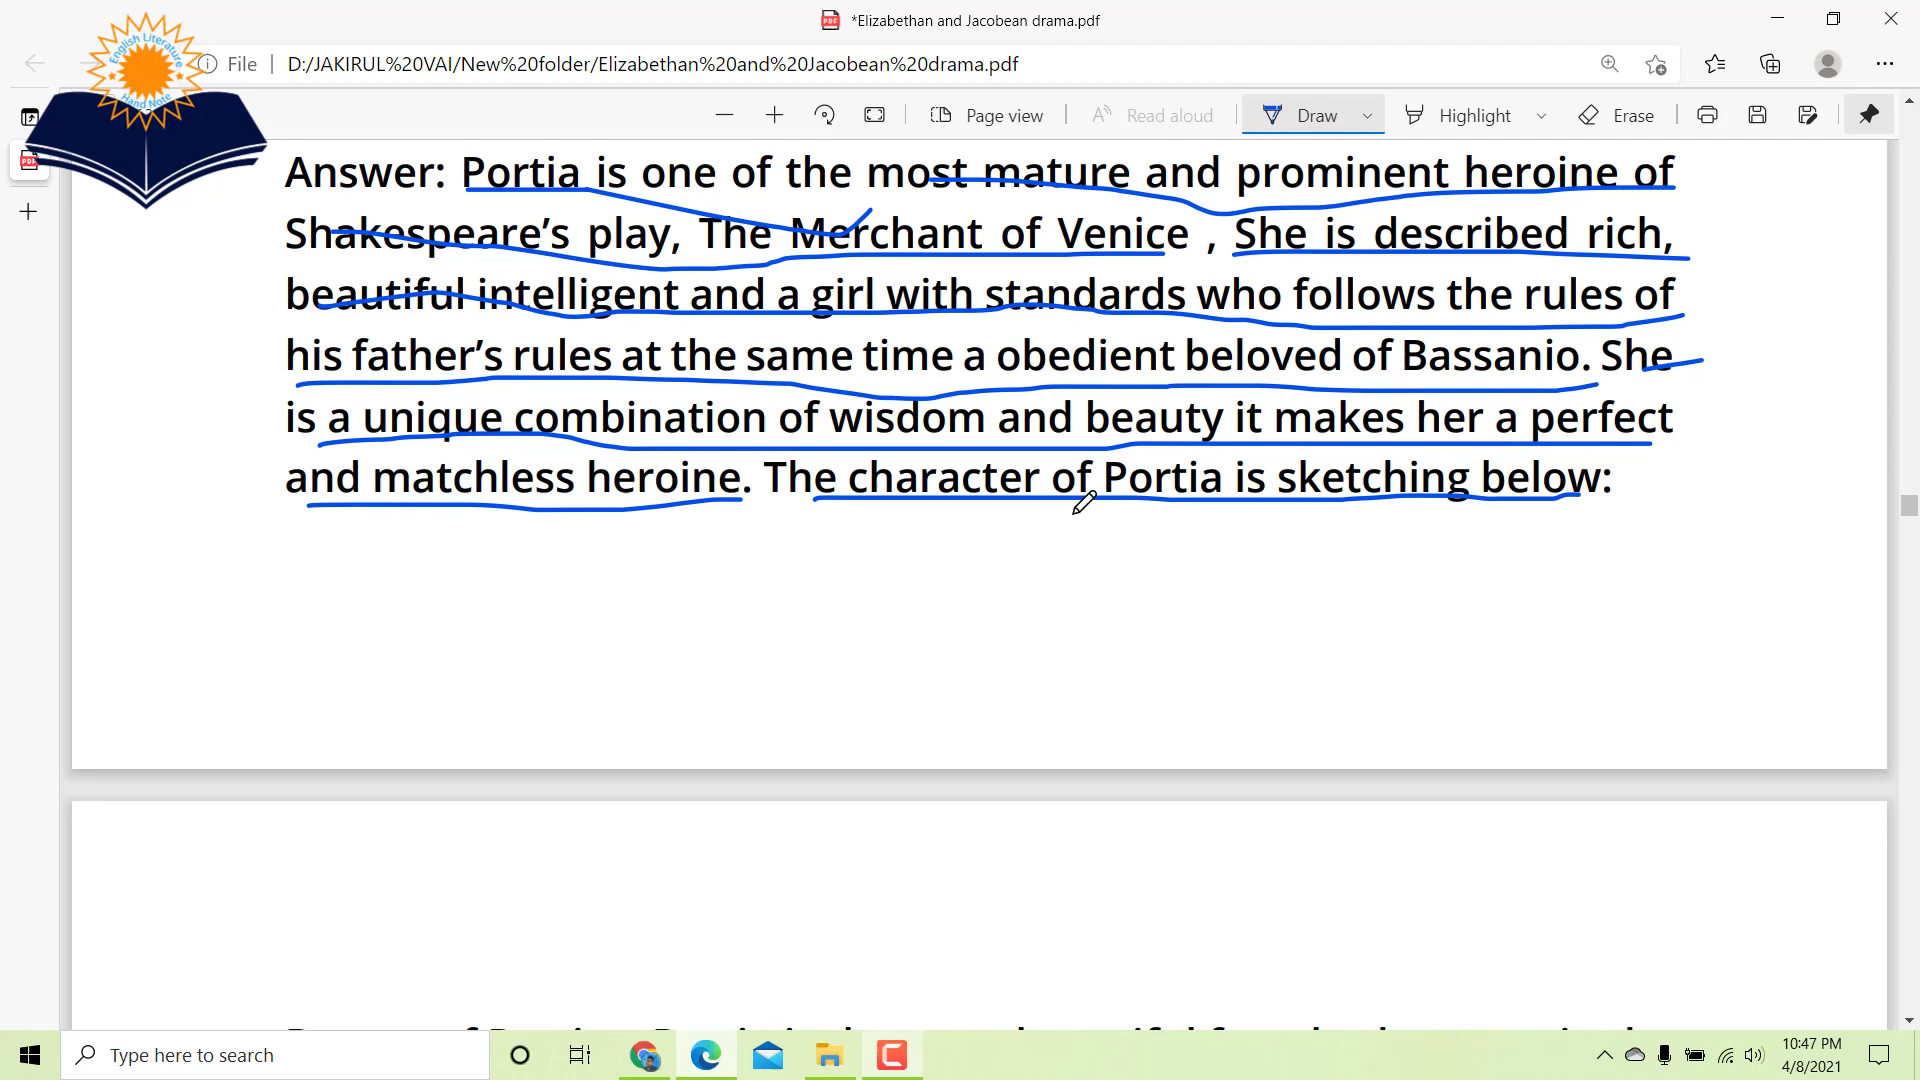 *Elizabethan and Jacobean drama.pdf
File | D:/JAKIRUL%20VAI/New%20folder/Elizabethan%20and%20Jacobean%20drama.pdf
English Literature
Hand Note
Page view
Read aloud
Draw
Highlight
Erase
Answer: Portia is one of the most mature and prominent heroine of
Shakespeare’s play, The Merchant of Venice , She is described rich,
beautiful intelligent and a girl with standards who follows the rules of
his father’s rules at the same time a obedient beloved of Bassanio. She
is a unique combination of wisdom and beauty it makes her a perfect
and matchless heroine. The character of Portia is sketching below:
Type here to search
10:47 PM
4/8/2021